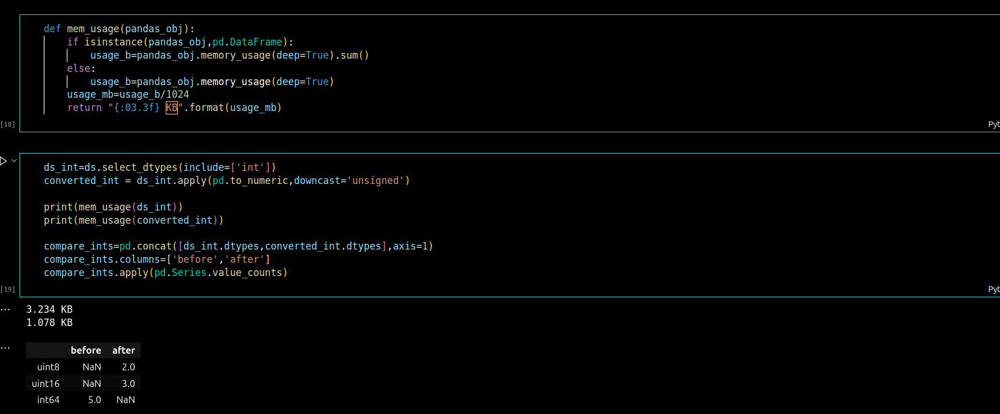 def mem_usage(pandas_obj):
    if isinstance(pandas_obj,pd.DataFrame):
        usage_b=pandas_obj.memory_usage(deep=True).sum()
    else:
        usage_b=pandas_obj.memory_usage(deep=True)
    usage_mb=usage_b/1024
    return "{:03.3f} KB".format(usage_mb)
[18] Pyt
ds_int=ds.select_dtypes(include=['int'])
converted_int = ds_int.apply(pd.to_numeric,downcast='unsigned')
print(mem_usage(ds_int))
print(mem_usage(converted_int))
compare_ints=pd.concat([ds_int.dtypes,converted_int.dtypes],axis=1)
compare_ints.columns=['before','after']
compare_ints.apply(pd.Series.value_counts)
[19] Pyt
... 3.234 KB
1.078 KB
... before after
uint8 NaN 2.0
uint16 NaN 3.0
int64 5.0 NaN